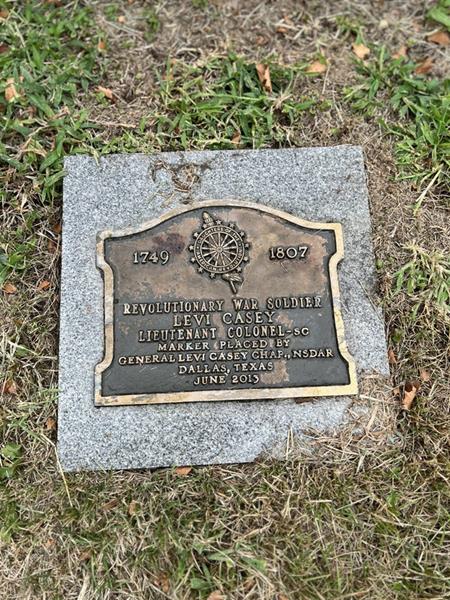 1749 1807
REVOLUTIONARY WAR SOLDIER
LEVI CASEY
LIEUTENANT COLONEL-SC
MARKER PLACED BY
GENERAL LEVI CASEY CHAP., NSDAR
DALLAS, TEXAS
JUNE 2013